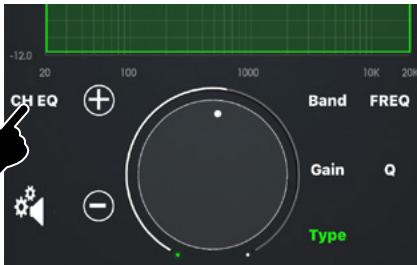 -12.0
20 100 1000 10K 20K
CH EQ Band FREQ
Gain Q
Type